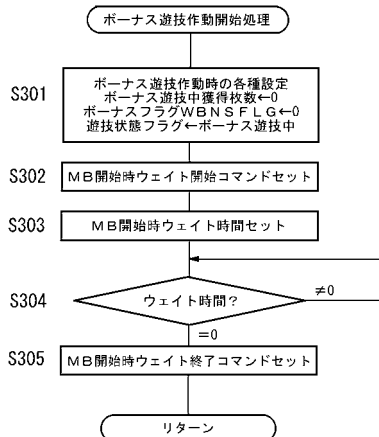 ボーナス遊技作動開始処理
S301
ボーナス遊技作動時の各種設定
ボーナス遊技中獲得枚数←0
ボーナスフラグWBNSFLG←0
遊技状態フラグ←ボーナス遊技中
S302
MB開始時ウェイト開始コマンドセット
S303
MB開始時ウェイト時間セット
S304
ウェイト時間？
≠0
=0
S305
MB開始時ウェイト終了コマンドセット
リターン